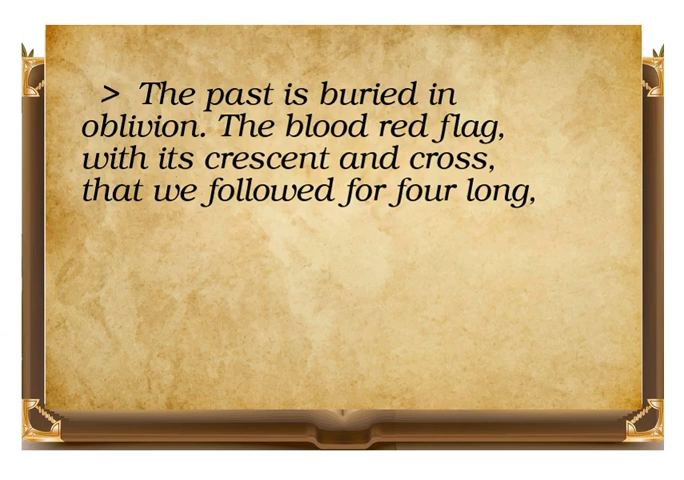 > The past is buried in
oblivion. The blood red flag,
with its crescent and cross,
that we followed for four long,